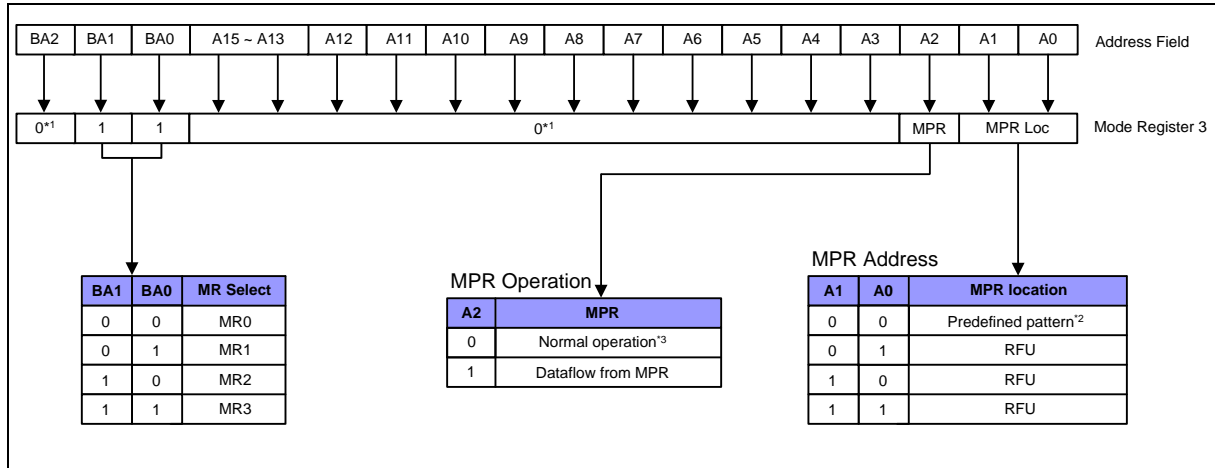 BA2 BA1 BA0 A15 ~ A13 A12 A11 A10 A9 A8 A7 A6 A5 A4 A3 A2 A1 A0 Address Field
0*1 1 1 0*1 MPR MPR Loc Mode Register 3
BA1 BA0 MR Select
0 0 MR0
0 1 MR1
1 0 MR2
1 1 MR3
MPR Operation
A2 MPR
0 Normal operation*3
1 Dataflow from MPR
MPR Address
A1 A0 MPR location
0 0 Predefined pattern*2
0 1 RFU
1 0 RFU
1 1 RFU